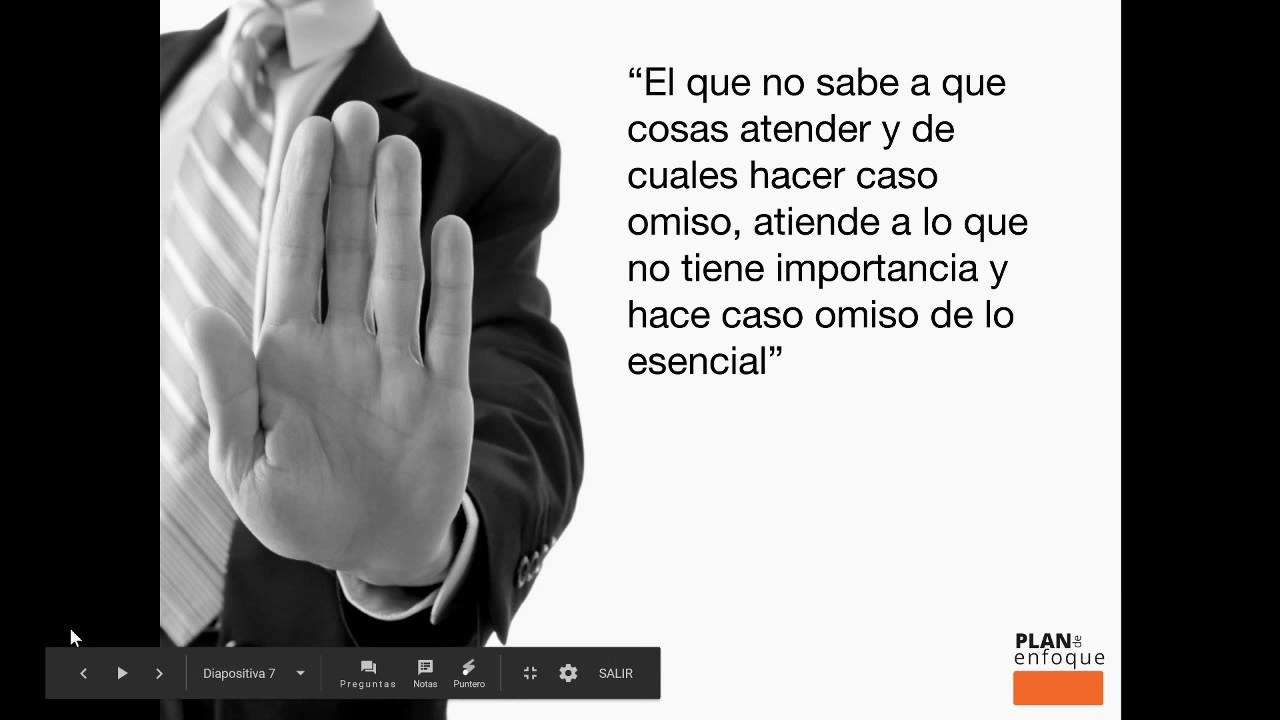 “El que no sabe a que
cosas atender y de
cuales hacer caso
omiso, atiende a lo que
no tiene importancia y
hace caso omiso de lo
esencial”
PLAN de
enfoque
Diapositiva 7
Preguntas
Notas
Puntero
SALIR